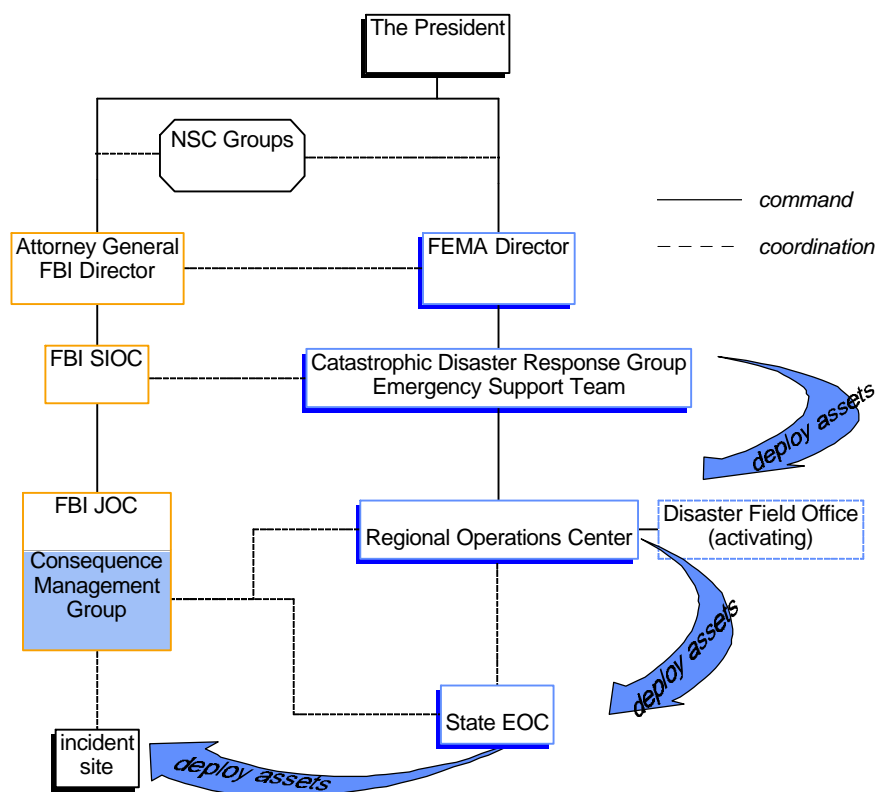 The President
NSC Groups
command
coordination
Attorney General
FBI Director
FEMA Director
FBI SIOC
Catastrophic Disaster Response Group
Emergency Support Team
deploy assets
FBI JOC
Consequence
Management
Group
Regional Operations Center
Disaster Field Office
(activating)
deploy assets
State EOC
incident
site
deploy assets